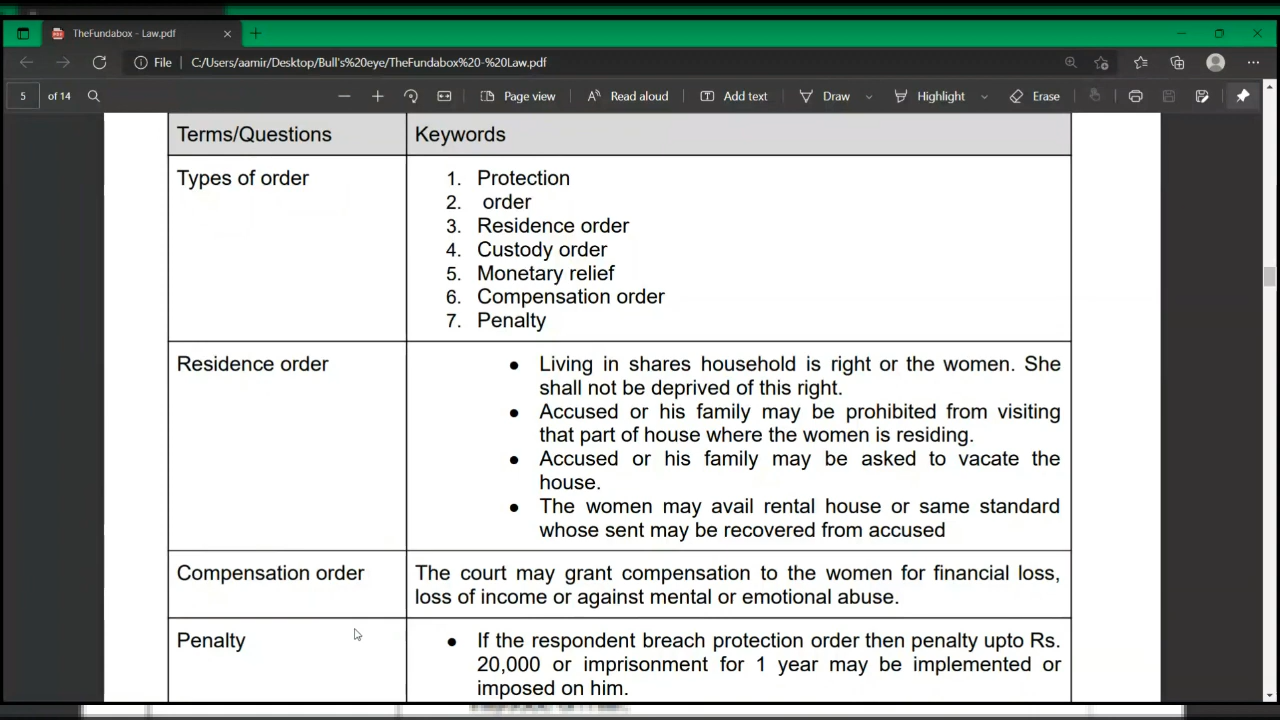 TheFundabox - Law.pdf
File | C:/Users/aamir/Desktop/Bull's%20eye/TheFundabox%20-%20Law.pdf
5 of 14 Page view Read aloud Add text Draw Highlight Erase
Terms/Questions Keywords
Types of order 1. Protection
2. order
3. Residence order
4. Custody order
5. Monetary relief
6. Compensation order
7. Penalty
Residence order ● Living in shares household is right or the women. She
shall not be deprived of this right.
● Accused or his family may be prohibited from visiting
that part of house where the women is residing.
● Accused or his family may be asked to vacate the
house.
● The women may avail rental house or same standard
whose sent may be recovered from accused
Compensation order The court may grant compensation to the women for financial loss,
loss of income or against mental or emotional abuse.
Penalty ● If the respondent breach protection order then penalty upto Rs.
20,000 or imprisonment for 1 year may be implemented or
imposed on him.